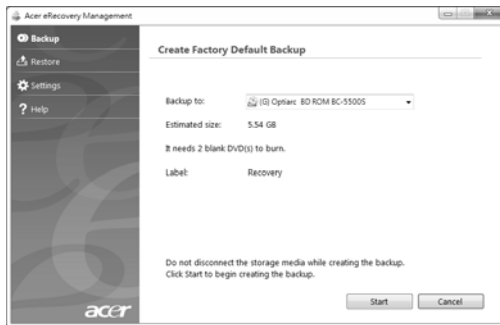 Acer eRecovery Management
Backup
Restore
Settings
Help
Create Factory Default Backup
Backup to: (G) Optiarc BD ROM BC-5500S
Estimated size: 5.54 GB
It needs 2 blank DVD(s) to burn.
Label: Recovery
Do not disconnect the storage media while creating the backup.
Click Start to begin creating the backup.
Start Cancel
acer